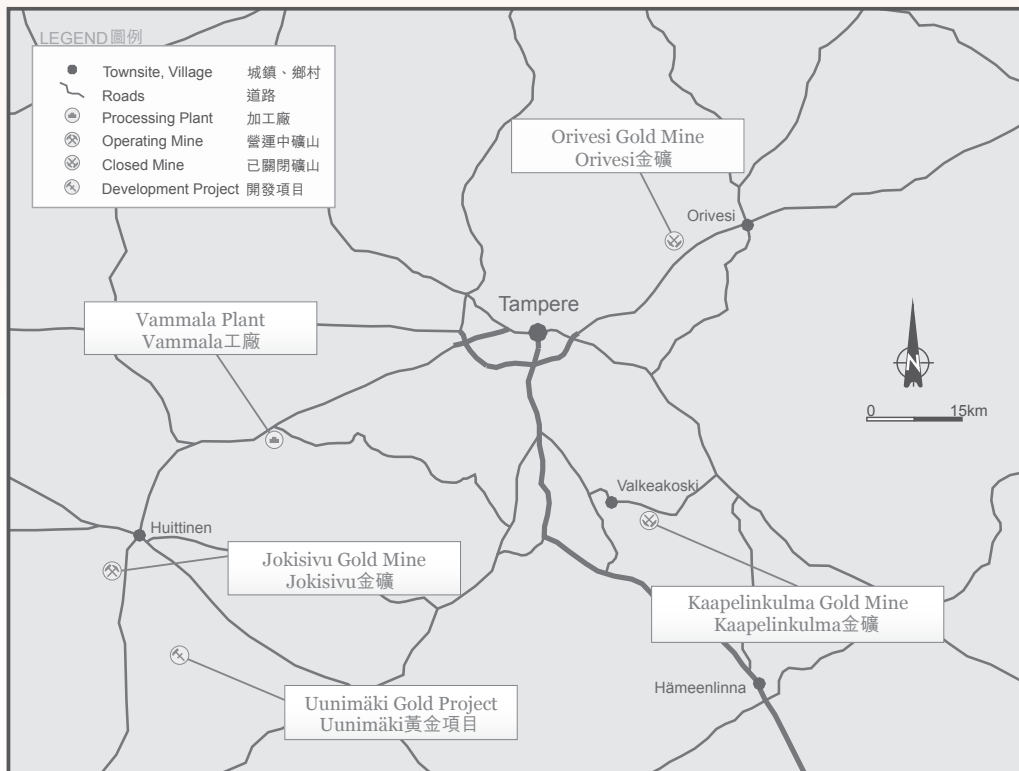 LEGEND圖例
Townsite, Village 城鎮、鄉村
Roads 道路
Processing Plant 加工廠
Operating Mine 營運中礦山
Closed Mine 已關閉礦山
Development Project 開發項目
Orivesi Gold Mine
Orivesi金礦
Orivesi
Tampere
Vammala Plant
Vammala工廠
N
0 15km
Valkeakoski
Huittinen
Jokisivu Gold Mine
Jokisivu金礦
Kaapelinkulma Gold Mine
Kaapelinkulma金礦
Hämeenlinna
Uunimäki Gold Project
Uunimäki黃金項目